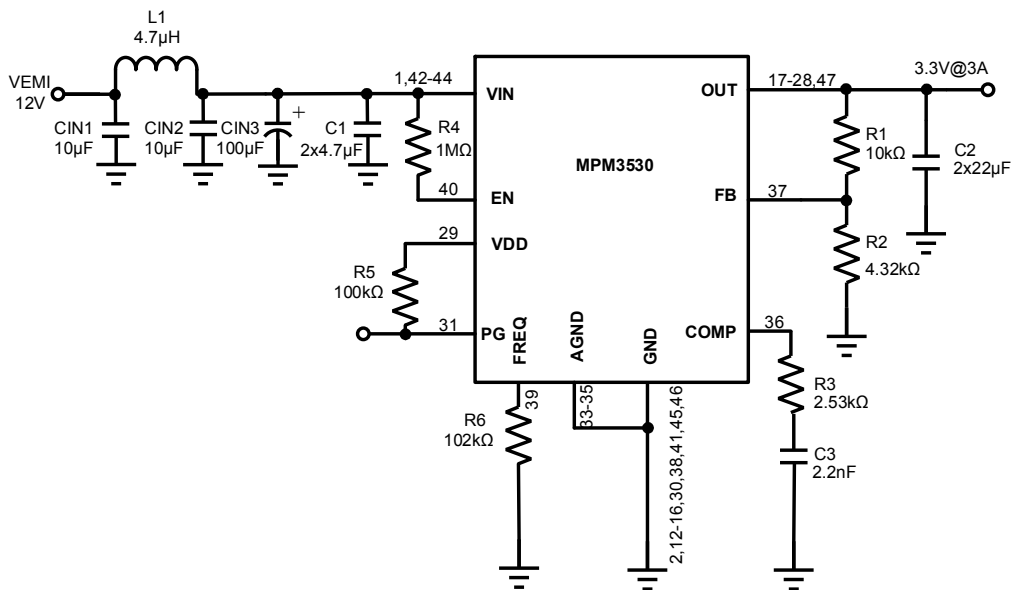 L1
4.7µH
VEMI
12V
CIN1
10µF
CIN2
10µF
CIN3
100µF
+
C1
2x4.7µF
1,42-44
R4
1MΩ
40
29
R5
100kΩ
31
VIN
EN
VDD
PG
FREQ
AGND
GND
MPM3530
OUT
FB
COMP
17-28,47
3.3V@3A
R1
10kΩ
C2
2x22µF
37
R2
4.32kΩ
36
R3
2.53kΩ
C3
2.2nF
39
R6
102kΩ
33-35
2,12-16,30,38,41,45,46